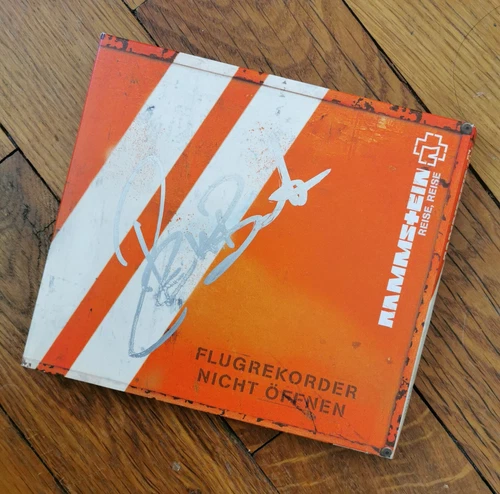 RAMMSTEIN
REISE, REISE
FLUGREKORDER
NICHT ÖFFNEN